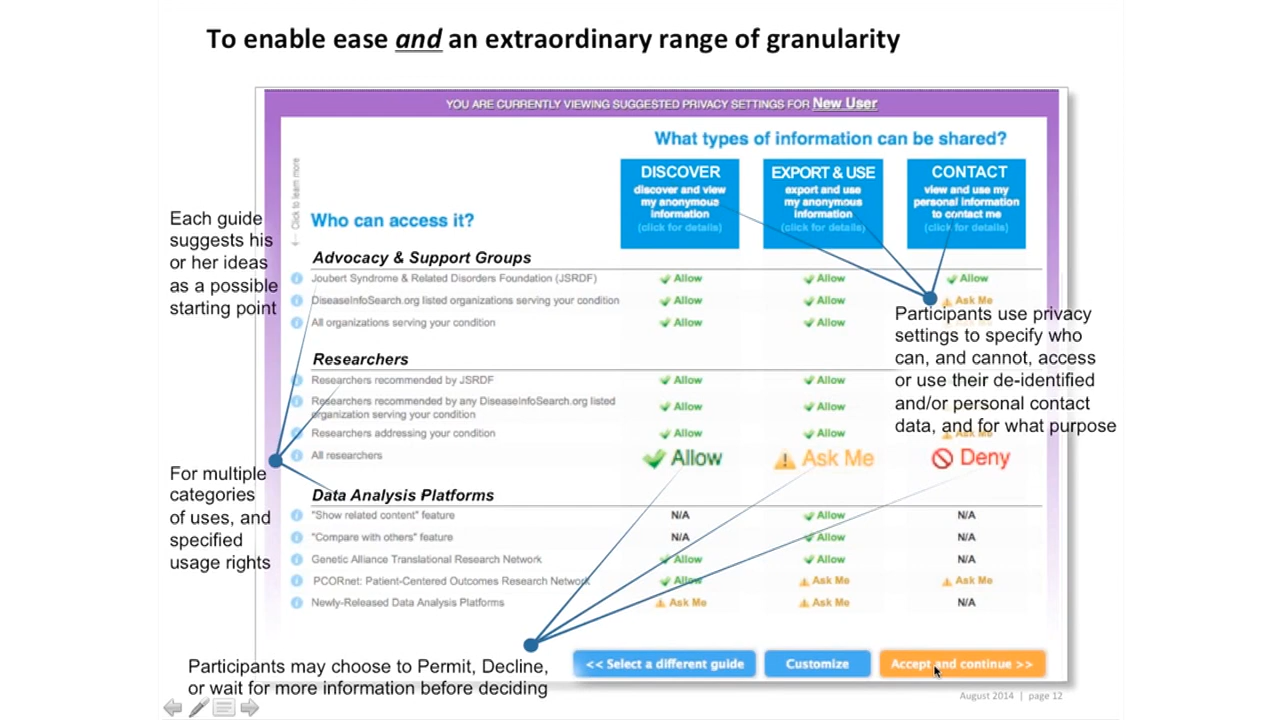 To enable ease and an extraordinary range of granularity
YOU ARE CURRENTLY VIEWING SUGGESTED PRIVACY SETTINGS FOR New User
What types of information can be shared?
← Click to learn more
Who can access it?
DISCOVER
discover and view
my anonymous
information
(click for details)
EXPORT & USE
export and use
my anonymous
information
(click for details)
CONTACT
view and use my
personal information
to contact me
(click for details)
Each guide
suggests his
or her ideas
as a possible
starting point
Advocacy & Support Groups
Joubert Syndrome & Related Disorders Foundation (JSRDF) Allow Allow Allow
DiseaseInfoSearch.org listed organizations serving your condition Allow Allow Ask Me
All organizations serving your condition Allow Allow
Participants use privacy
settings to specify who
can, and cannot, access
or use their de-identified
and/or personal contact
data, and for what purpose
Researchers
Researchers recommended by JSRDF Allow Allow
Researchers recommended by any DiseaseInfoSearch.org listed
organization serving your condition Allow Allow
Researchers addressing your condition Allow Allow Ask Me
All researchers Allow Ask Me Deny
For multiple
categories
of uses, and
specified
usage rights
Data Analysis Platforms
"Show related content" feature N/A Allow N/A
"Compare with others" feature N/A Allow N/A
Genetic Alliance Translational Research Network Allow Allow N/A
PCORnet: Patient-Centered Outcomes Research Network Allow Ask Me Ask Me
Newly-Released Data Analysis Platforms Ask Me Ask Me N/A
Participants may choose to Permit, Decline,
or wait for more information before deciding
<< Select a different guide Customize Accept and continue >>
August 2014 | page 12